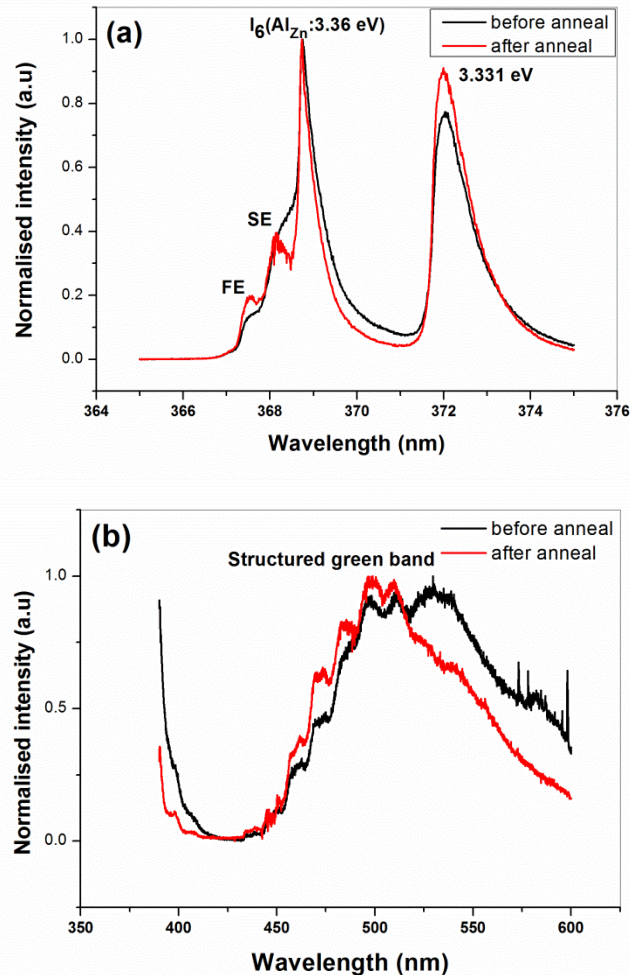 (a)
I6(AlZn:3.36 eV)
before anneal
after anneal
3.331 eV
SE
FE
Normalised intensity (a.u)
1.0
0.8
0.6
0.4
0.2
0.0
364 366 368 370 372 374 376
Wavelength (nm)
(b)
before anneal
after anneal
Structured green band
Normalised intensity (a.u)
1.0
0.5
0.0
350 400 450 500 550 600
Wavelength (nm)